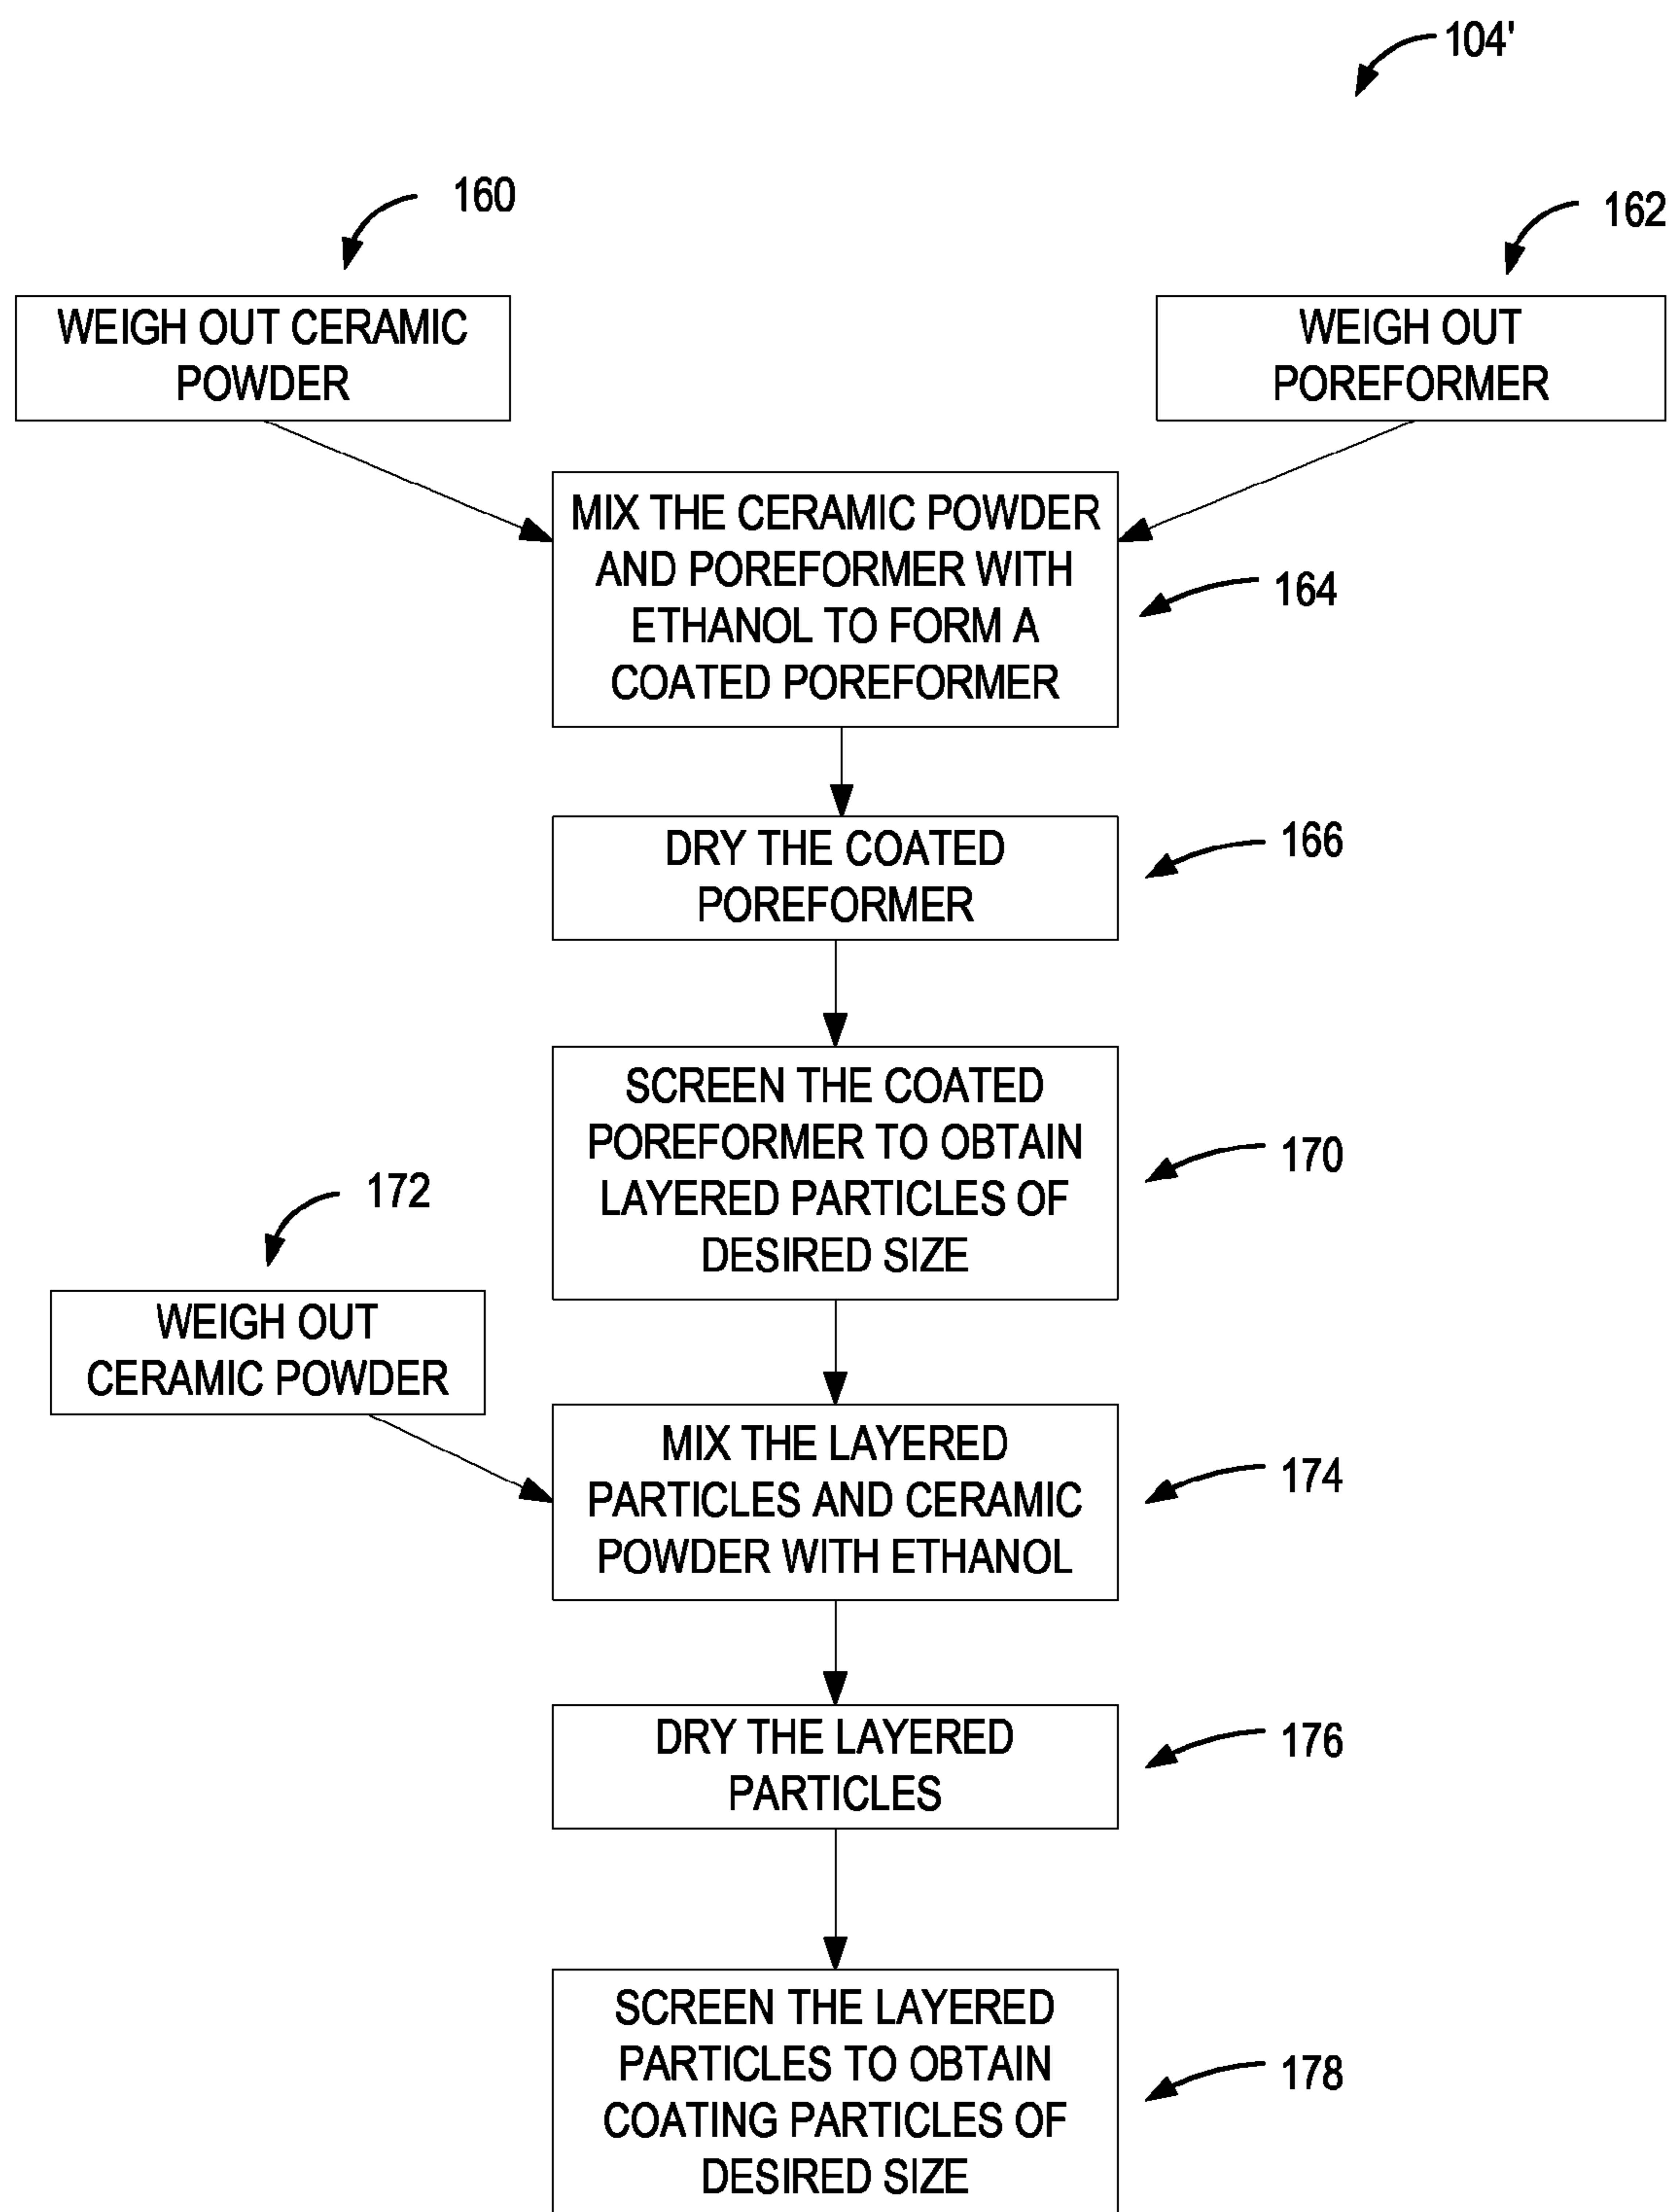 104'
160
162
WEIGH OUT CERAMIC
POWDER
WEIGH OUT
POREFORMER
MIX THE CERAMIC POWDER
AND POREFORMER WITH
ETHANOL TO FORM A
COATED POREFORMER
164
DRY THE COATED
POREFORMER
166
SCREEN THE COATED
POREFORMER TO OBTAIN
LAYERED PARTICLES OF
DESIRED SIZE
170
172
WEIGH OUT
CERAMIC POWDER
MIX THE LAYERED
PARTICLES AND CERAMIC
POWDER WITH ETHANOL
174
DRY THE LAYERED
PARTICLES
176
SCREEN THE LAYERED
PARTICLES TO OBTAIN
COATING PARTICLES OF
DESIRED SIZE
178